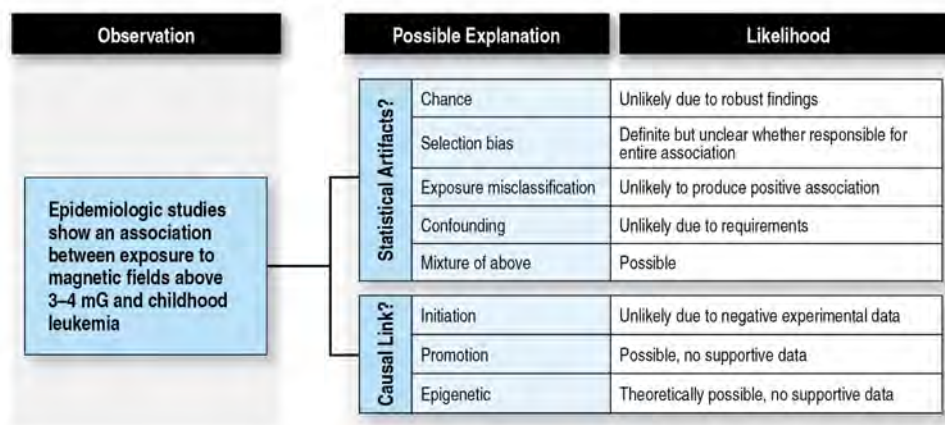 Observation
Possible Explanation
Likelihood
Epidemiologic studies
show an association
between exposure to
magnetic fields above
3–4 mG and childhood
leukemia
Statistical Artifacts?
Chance
Unlikely due to robust findings
Selection bias
Definite but unclear whether responsible for
entire association
Exposure misclassification
Unlikely to produce positive association
Confounding
Unlikely due to requirements
Mixture of above
Possible
Causal Link?
Initiation
Unlikely due to negative experimental data
Promotion
Possible, no supportive data
Epigenetic
Theoretically possible, no supportive data